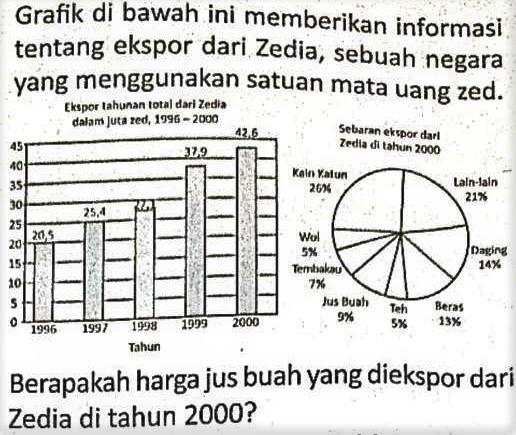 Grafik di bawah ini memberikan informasi
tentang ekspor dari Zedia, sebuah negara
yang menggunakan satuan mata uang zed.
Ekspor tahunan total dari Zedia
dalam juta zed, 1996 – 2000
45
40
35
30
25
20
15
10
5
0
20,5
25,4
37,9
42,6
1996 1997 1998 1999 2000
Tahun
Sebaran ekspor dari
Zedia di tahun 2000
Kain Katun
26%
Lain-lain
21%
Wol
5%
Daging
14%
Tembakau
7%
Jus Buah
9%
Teh
5%
Beras
13%
Berapakah harga jus buah yang diekspor dari
Zedia di tahun 2000?